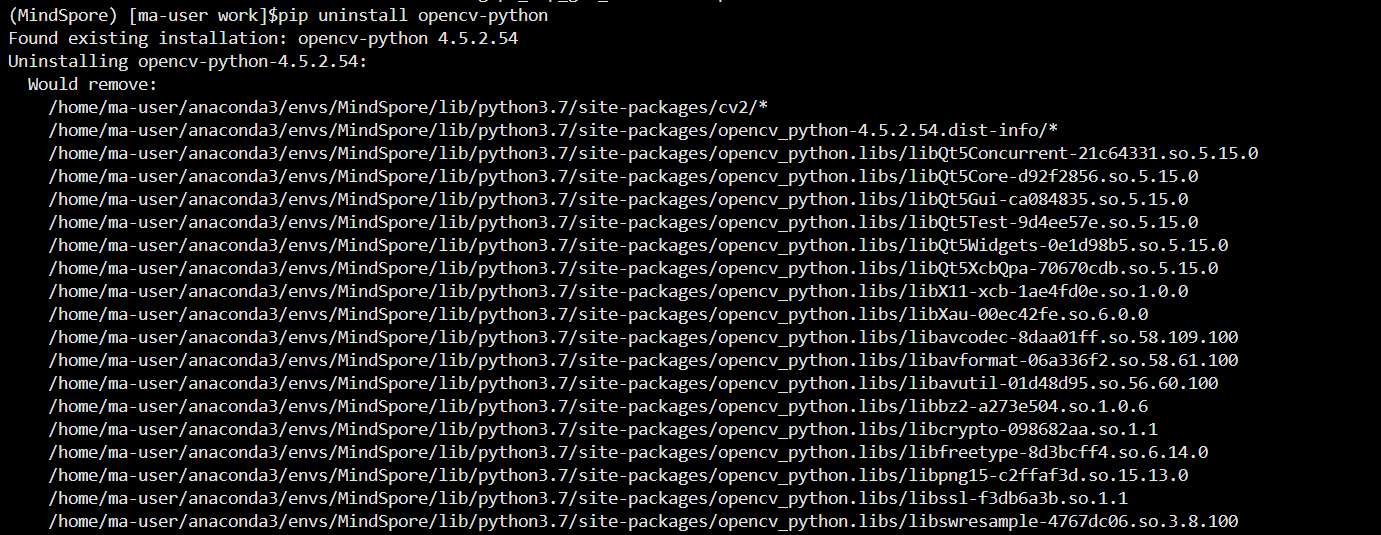 (MindSpore) [ma-user work]$pip uninstall opencv-python
Found existing installation: opencv-python 4.5.2.54
Uninstalling opencv-python-4.5.2.54:
  Would remove:
    /home/ma-user/anaconda3/envs/MindSpore/lib/python3.7/site-packages/cv2/*
    /home/ma-user/anaconda3/envs/MindSpore/lib/python3.7/site-packages/opencv_python-4.5.2.54.dist-info/*
    /home/ma-user/anaconda3/envs/MindSpore/lib/python3.7/site-packages/opencv_python.libs/libQt5Concurrent-21c64331.so.5.15.0
    /home/ma-user/anaconda3/envs/MindSpore/lib/python3.7/site-packages/opencv_python.libs/libQt5Core-d92f2856.so.5.15.0
    /home/ma-user/anaconda3/envs/MindSpore/lib/python3.7/site-packages/opencv_python.libs/libQt5Gui-ca084835.so.5.15.0
    /home/ma-user/anaconda3/envs/MindSpore/lib/python3.7/site-packages/opencv_python.libs/libQt5Test-9d4ee57e.so.5.15.0
    /home/ma-user/anaconda3/envs/MindSpore/lib/python3.7/site-packages/opencv_python.libs/libQt5Widgets-0e1d98b5.so.5.15.0
    /home/ma-user/anaconda3/envs/MindSpore/lib/python3.7/site-packages/opencv_python.libs/libQt5XcbQpa-70670cdb.so.5.15.0
    /home/ma-user/anaconda3/envs/MindSpore/lib/python3.7/site-packages/opencv_python.libs/libX11-xcb-1ae4fd0e.so.1.0.0
    /home/ma-user/anaconda3/envs/MindSpore/lib/python3.7/site-packages/opencv_python.libs/libXau-00ec42fe.so.6.0.0
    /home/ma-user/anaconda3/envs/MindSpore/lib/python3.7/site-packages/opencv_python.libs/libavcodec-8daa01ff.so.58.109.100
    /home/ma-user/anaconda3/envs/MindSpore/lib/python3.7/site-packages/opencv_python.libs/libavformat-06a336f2.so.58.61.100
    /home/ma-user/anaconda3/envs/MindSpore/lib/python3.7/site-packages/opencv_python.libs/libavutil-01d48d95.so.56.60.100
    /home/ma-user/anaconda3/envs/MindSpore/lib/python3.7/site-packages/opencv_python.libs/libbz2-a273e504.so.1.0.6
    /home/ma-user/anaconda3/envs/MindSpore/lib/python3.7/site-packages/opencv_python.libs/libcrypto-098682aa.so.1.1
    /home/ma-user/anaconda3/envs/MindSpore/lib/python3.7/site-packages/opencv_python.libs/libfreetype-8d3bcff4.so.6.14.0
    /home/ma-user/anaconda3/envs/MindSpore/lib/python3.7/site-packages/opencv_python.libs/libpng15-c2ffaf3d.so.15.13.0
    /home/ma-user/anaconda3/envs/MindSpore/lib/python3.7/site-packages/opencv_python.libs/libssl-f3db6a3b.so.1.1
    /home/ma-user/anaconda3/envs/MindSpore/lib/python3.7/site-packages/opencv_python.libs/libswresample-4767dc06.so.3.8.100